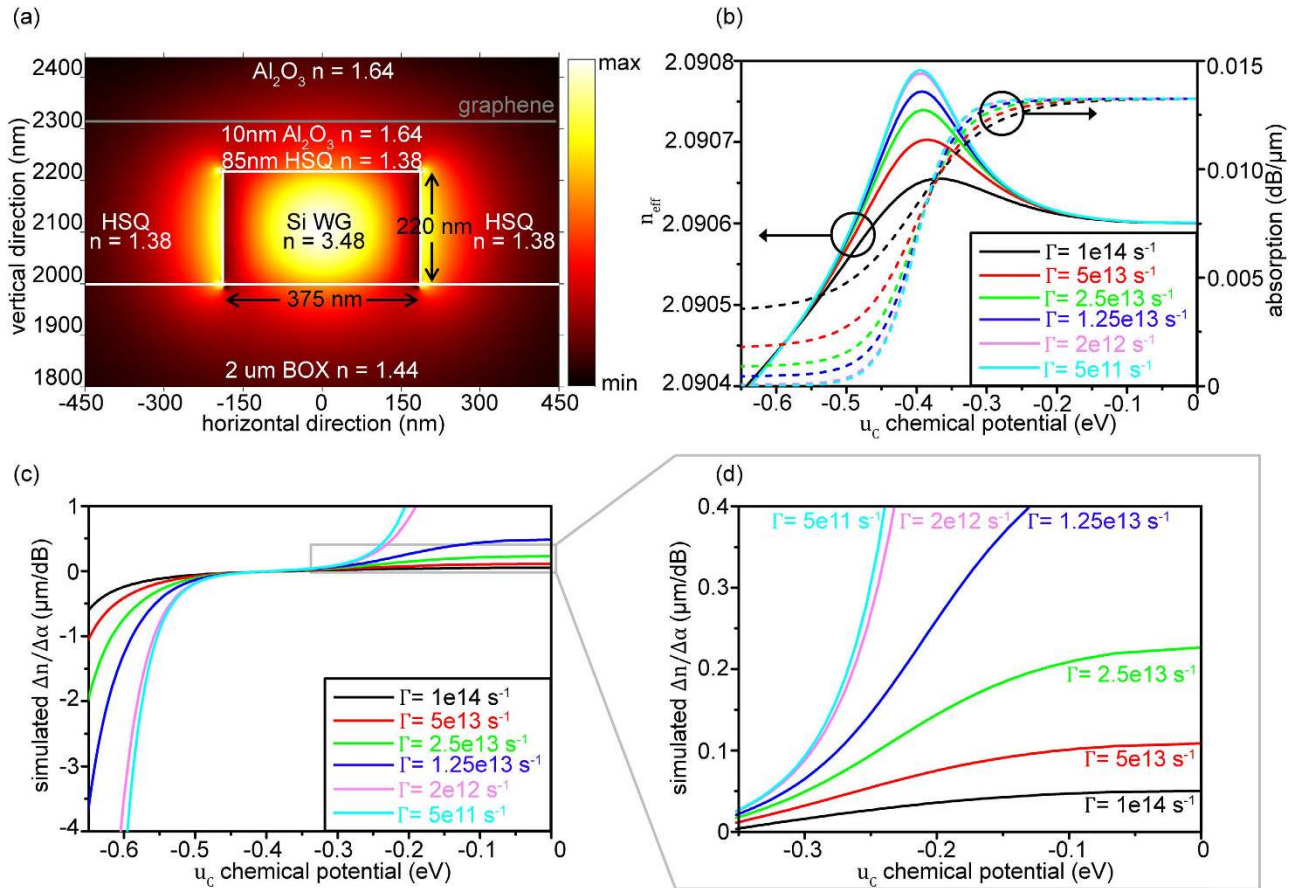 (a)
2400
2300
2200
2100
2000
1900
1800
vertical direction (nm)
Al₂O₃ n = 1.64
graphene
10nm Al₂O₃ n = 1.64
85nm HSQ n = 1.38
HSQ
n = 1.38
Si WG
n = 3.48
220 nm
HSQ
n = 1.38
375 nm
2 um BOX n = 1.44
-450 -300 -150 0 150 300 450
horizontal direction (nm)
max
min
(b)
2.0908
2.0907
2.0906
2.0905
2.0904
n_eff
0.015
0.010
0.005
0
absorption (dB/µm)
Γ= 1e14 s⁻¹
Γ= 5e13 s⁻¹
Γ= 2.5e13 s⁻¹
Γ= 1.25e13 s⁻¹
Γ= 2e12 s⁻¹
Γ= 5e11 s⁻¹
-0.6 -0.5 -0.4 -0.3 -0.2 -0.1 0
u_C chemical potential (eV)
(c)
1
0
-1
-2
-3
-4
simulated Δn/Δα (µm/dB)
Γ= 1e14 s⁻¹
Γ= 5e13 s⁻¹
Γ= 2.5e13 s⁻¹
Γ= 1.25e13 s⁻¹
Γ= 2e12 s⁻¹
Γ= 5e11 s⁻¹
-0.6 -0.5 -0.4 -0.3 -0.2 -0.1 0
u_C chemical potential (eV)
(d)
0.4
0.3
0.2
0.1
0
simulated Δn/Δα (µm/dB)
Γ= 5e11 s⁻¹
Γ= 2e12 s⁻¹
Γ= 1.25e13 s⁻¹
Γ= 2.5e13 s⁻¹
Γ= 5e13 s⁻¹
Γ= 1e14 s⁻¹
-0.3 -0.2 -0.1 0
u_C chemical potential (eV)